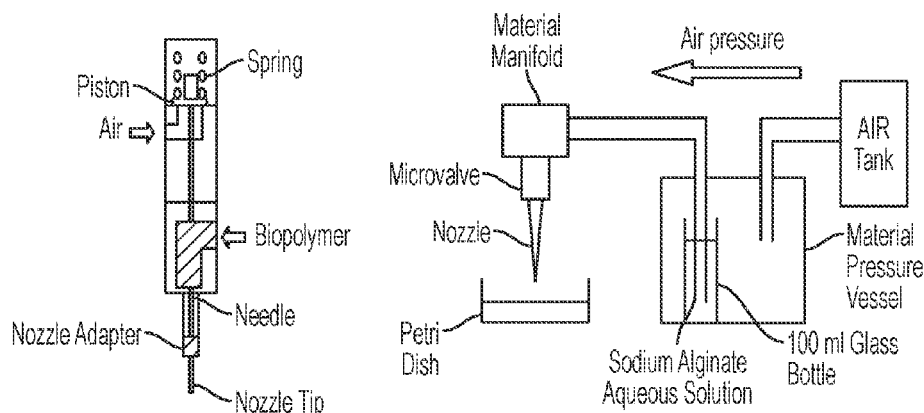 Spring
Piston
Air
Biopolymer
Needle
Nozzle Adapter
Nozzle Tip
Material
Manifold
Air pressure
AIR
Tank
Microvalve
Nozzle
Material
Pressure
Vessel
Petri
Dish
Sodium Alginate
Aqueous Solution
100 ml Glass
Bottle